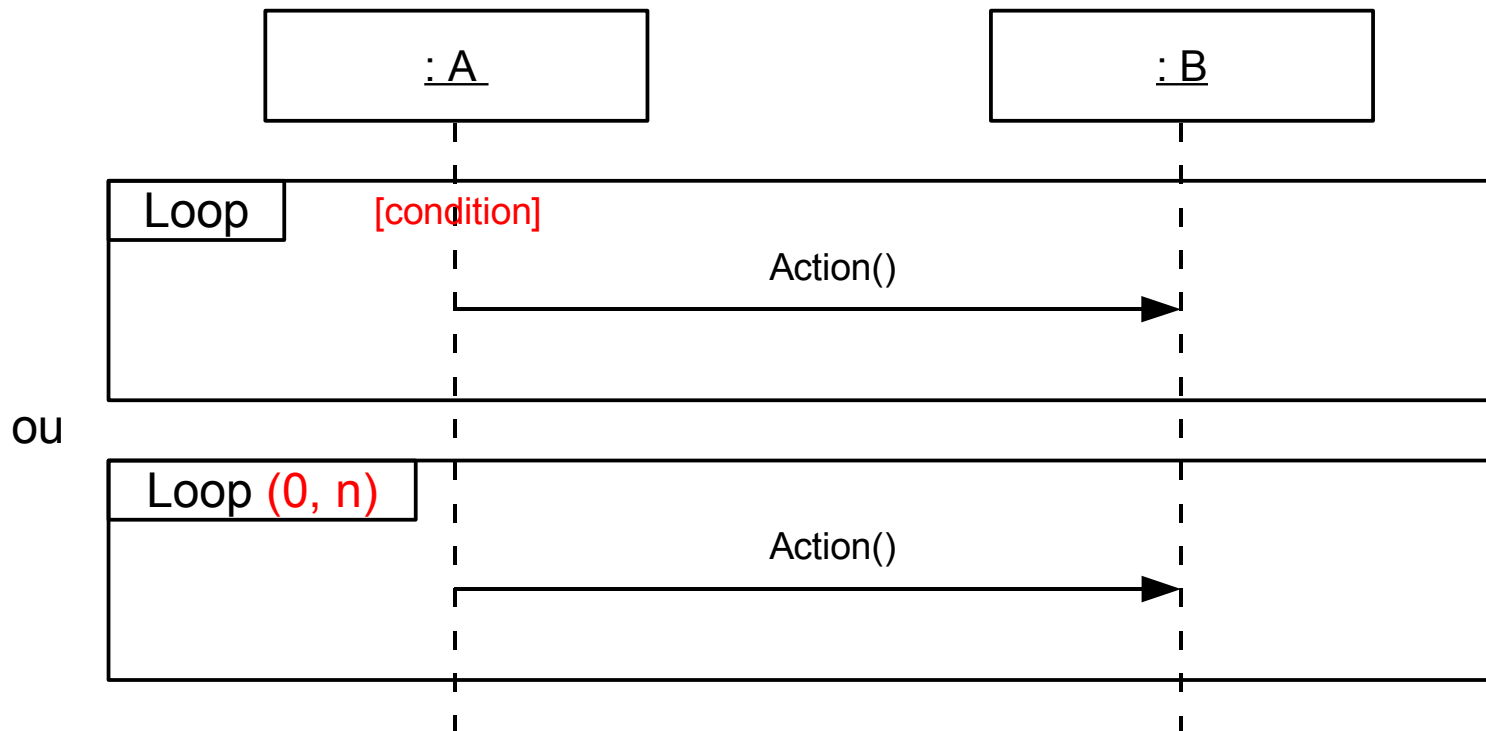 : A
: B
Loop
[condition]
Action()
ou
Loop (0, n)
Action()